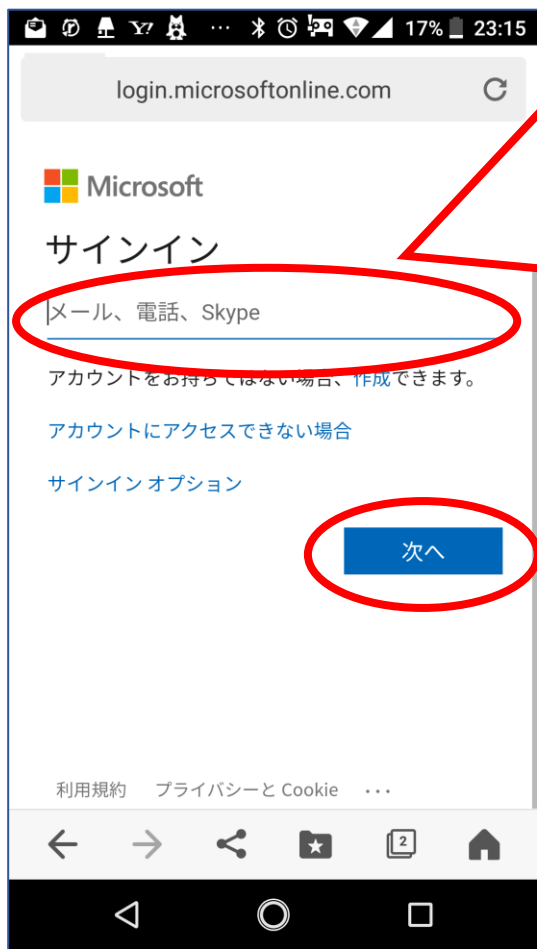 Y! … 17% 23:15
login.microsoftonline.com
Microsoft
サインイン
メール、電話、Skype
アカウントをお持ちではない場合、作成できます。
アカウントにアクセスできない場合
サインイン オプション
次へ
利用規約 プライバシーと Cookie ...
2